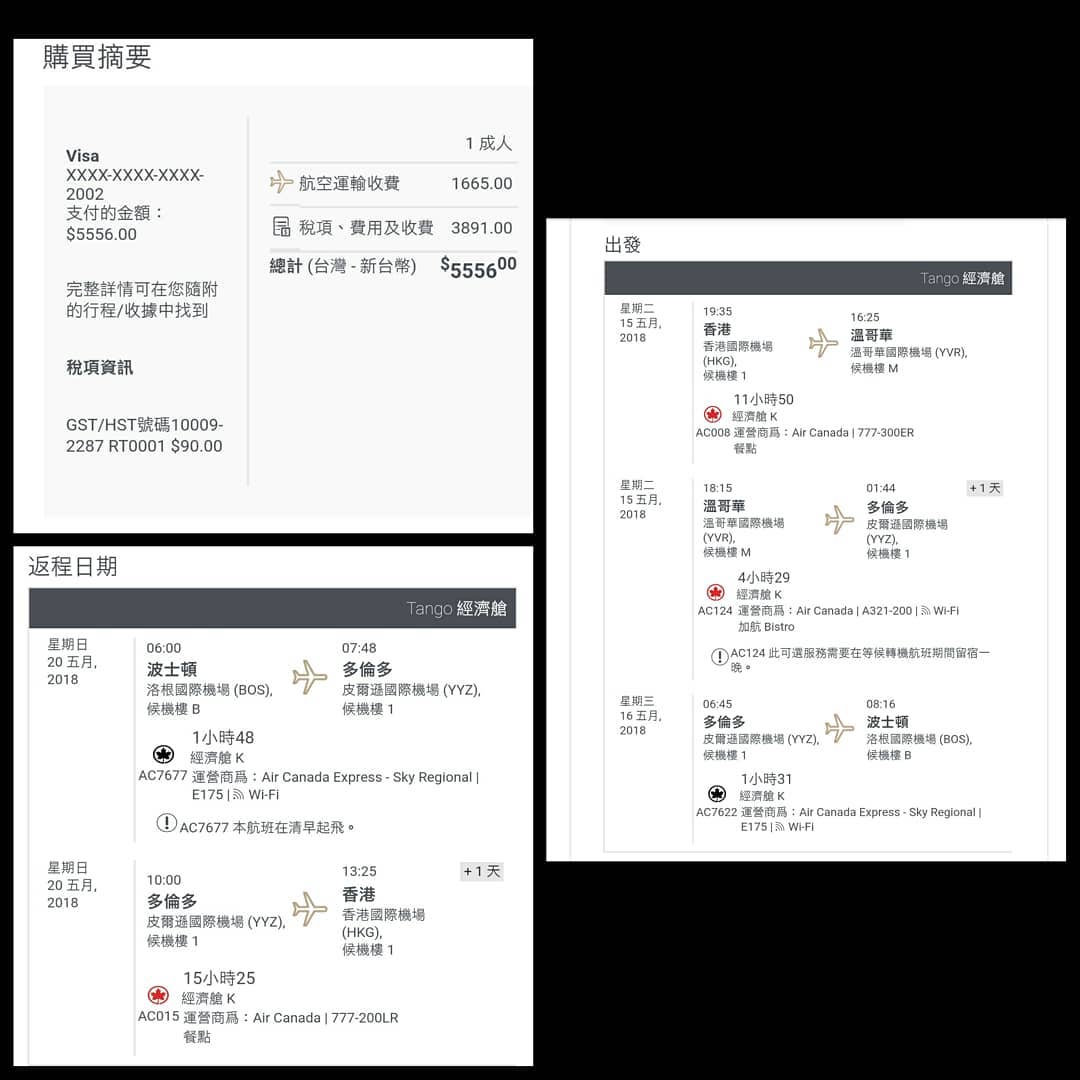 購買摘要
Visa
XXXX-XXXX-XXXX-
2002
支付的金額：
$5556.00
完整詳情可在您隨附
的行程/收據中找到
稅項資訊
GST/HST號碼10009-
2287 RT0001 $90.00
1 成人
航空運輸收費 1665.00
稅項、費用及收費 3891.00
總計 (台灣 - 新台幣) $555600
返程日期
Tango 經濟艙
星期日
20 五月,
2018
06:00
波士頓
洛根國際機場 (BOS),
候機樓 B
07:48
多倫多
皮爾遜國際機場 (YYZ),
候機樓 1
1小時48
經濟艙 K
AC7677 運營商爲：Air Canada Express - Sky Regional |
E175 | Wi-Fi
AC7677 本航班在清早起飛。
星期日
20 五月,
2018
10:00
多倫多
皮爾遜國際機場 (YYZ),
候機樓 1
13:25
+ 1 天
香港
香港國際機場
(HKG),
候機樓 1
15小時25
經濟艙 K
AC015 運營商爲：Air Canada | 777-200LR
餐點
出發
Tango 經濟艙
星期二
15 五月,
2018
19:35
香港
香港國際機場
(HKG),
候機樓 1
16:25
溫哥華
溫哥華國際機場 (YVR),
候機樓 M
11小時50
經濟艙 K
AC008 運營商爲：Air Canada | 777-300ER
餐點
星期二
15 五月,
2018
18:15
溫哥華
溫哥華國際機場
(YVR),
候機樓 M
01:44
+ 1 天
多倫多
皮爾遜國際機場
(YYZ),
候機樓 1
4小時29
經濟艙 K
AC124 運營商爲：Air Canada | A321-200 | Wi-Fi
加航 Bistro
AC124 此可選服務需要在等候轉機航班期間留宿一
晚。
星期三
16 五月,
2018
06:45
多倫多
皮爾遜國際機場 (YYZ),
候機樓 1
08:16
波士頓
洛根國際機場 (BOS),
候機樓 B
1小時31
經濟艙 K
AC7622 運營商爲：Air Canada Express - Sky Regional |
E175 | Wi-Fi